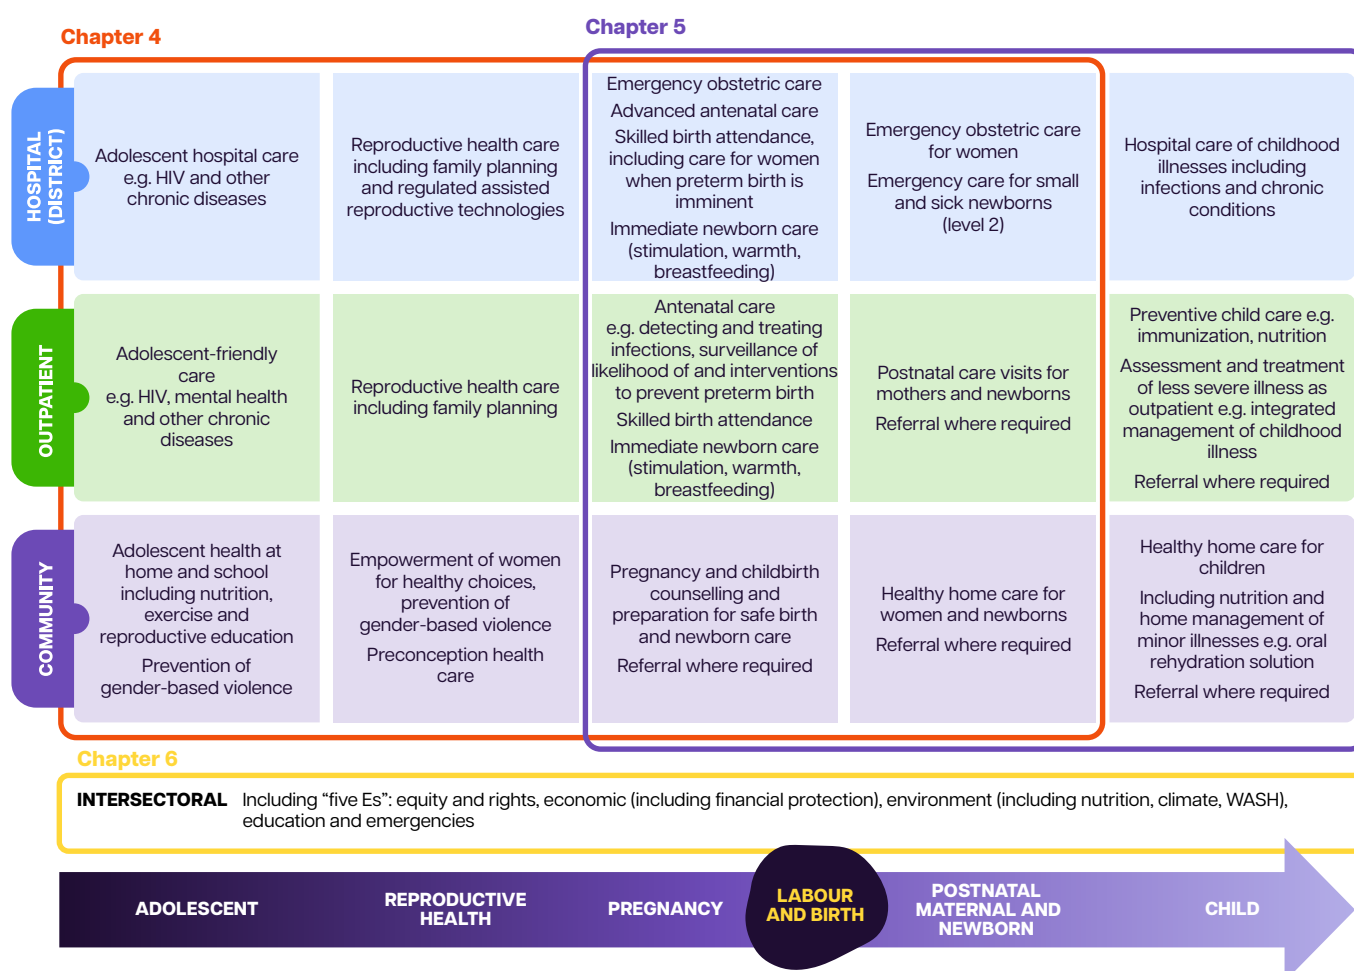 Chapter 4
Chapter 5
HOSPITAL
(DISTRICT)
Adolescent hospital care
e.g. HIV and other
chronic diseases
Reproductive health care
including family planning
and regulated assisted
reproductive technologies
Emergency obstetric care
Advanced antenatal care
Skilled birth attendance,
including care for women
when preterm birth is
imminent
Immediate newborn care
(stimulation, warmth,
breastfeeding)
Emergency obstetric care
for women
Emergency care for small
and sick newborns
(level 2)
Hospital care of childhood
illnesses including
infections and chronic
conditions
OUTPATIENT
Adolescent-friendly
care
e.g. HIV, mental health
and other chronic
diseases
Reproductive health care
including family planning
Antenatal care
e.g. detecting and treating
infections, surveillance of
likelihood of and interventions
to prevent preterm birth
Skilled birth attendance
Immediate newborn care
(stimulation, warmth,
breastfeeding)
Postnatal care visits for
mothers and newborns
Referral where required
Preventive child care e.g.
immunization, nutrition
Assessment and treatment
of less severe illness as
outpatient e.g. integrated
management of childhood
illness
Referral where required
COMMUNITY
Adolescent health at
home and school
including nutrition,
exercise and
reproductive education
Prevention of
gender-based violence
Empowerment of women
for healthy choices,
prevention of
gender-based violence
Preconception health
care
Pregnancy and childbirth
counselling and
preparation for safe birth
and newborn care
Referral where required
Healthy home care for
women and newborns
Referral where required
Healthy home care for
children
Including nutrition and
home management of
minor illnesses e.g. oral
rehydration solution
Referral where required
Chapter 6
INTERSECTORAL Including “five Es”: equity and rights, economic (including financial protection), environment (including nutrition, climate, WASH),
education and emergencies
ADOLESCENT
REPRODUCTIVE
HEALTH
PREGNANCY
LABOUR
AND BIRTH
POSTNATAL
MATERNAL AND
NEWBORN
CHILD